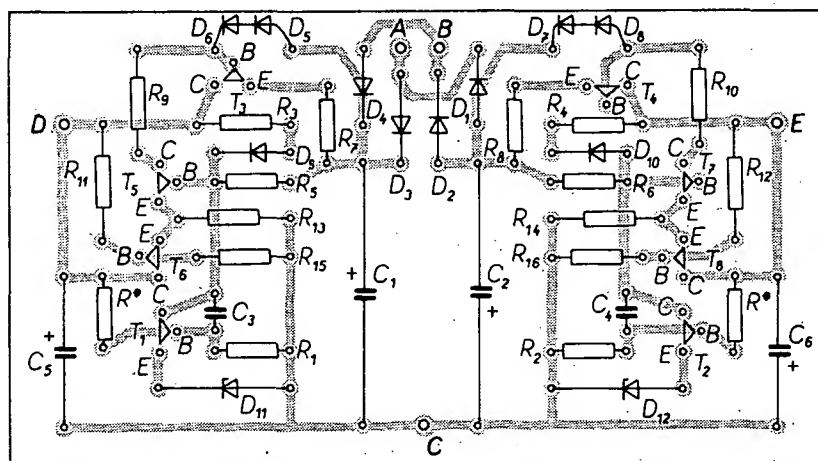 D6 D5 A B D7 D8
B B
C E E C
R9 T3 R3 D4 D1 R4 T4 R10
D R7 E
C D9 R8 D10 C T7
R11 T5 B R5 D3 D2 R6 B R12
E R13 R14 E
E E
B T6 R15 R16 B T8
C C1 C2 C
R* C C3 C4 C R*
T1 B B
C5 R1 R2 C6
E E T2
D11 D12
C
+ + + +